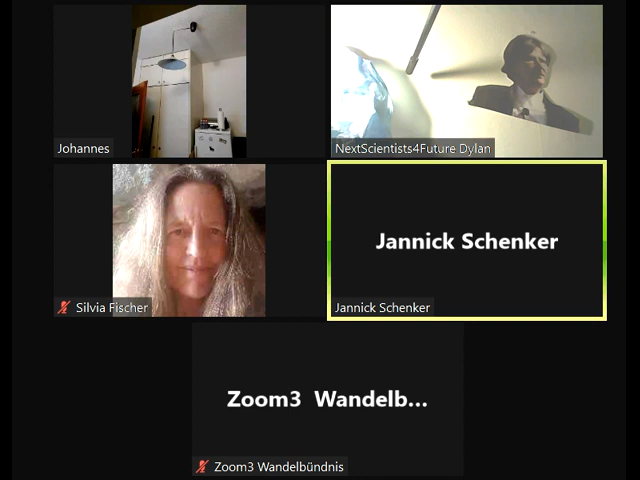 Johannes
NextScientists4Future Dylan
Silvia Fischer
Jannick Schenker
Jannick Schenker
Zoom3 Wandelb...
Zoom3 Wandelbündnis